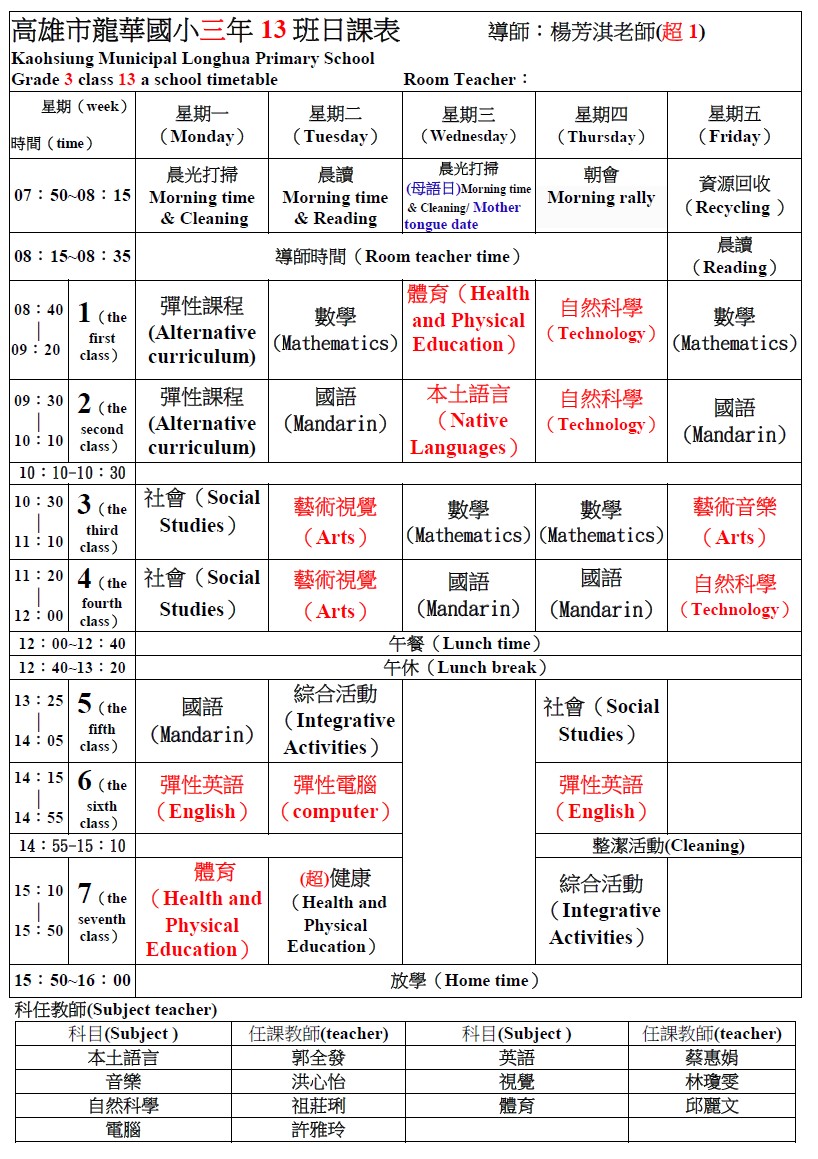 高雄市龍華國小三年 13 班日課表 導師：楊芳淇老師(超 1)
Kaohsiung Municipal Longhua Primary School
Grade 3 class 13 a school timetable Room Teacher：
星期（week）
時間（time）
星期一
（Monday）
星期二
（Tuesday）
星期三
（Wednesday）
星期四
（Thursday）
星期五
（Friday）
07：50~08：15
晨光打掃
Morning time
& Cleaning
晨讀
Morning time
& Reading
晨光打掃
(母語日)Morning time
& Cleaning/ Mother
tongue date
朝會
Morning rally
資源回收
（Recycling ）
08：15~08：35
導師時間（Room teacher time）
晨讀
（Reading）
08：40
｜
09：20
1（the
first
class）
彈性課程
(Alternative
curriculum)
數學
（Mathematics）
體育（Health
and Physical
Education）
自然科學
（Technology）
數學
（Mathematics）
09：30
｜
10：10
2（the
second
class）
彈性課程
(Alternative
curriculum)
國語
（Mandarin）
本土語言
（Native
Languages）
自然科學
（Technology）
國語
（Mandarin）
10：10-10：30
10：30
｜
11：10
3（the
third
class）
社會（Social
Studies）
藝術視覺
（Arts）
數學
（Mathematics）
數學
（Mathematics）
藝術音樂
（Arts）
11：20
｜
12：00
4（the
fourth
class）
社會（Social
Studies）
藝術視覺
（Arts）
國語
（Mandarin）
國語
（Mandarin）
自然科學
（Technology）
12：00~12：40
午餐（Lunch time）
12：40~13：20
午休（Lunch break）
13：25
｜
14：05
5（the
fifth
class）
國語
（Mandarin）
綜合活動
（Integrative
Activities）
社會（Social
Studies）
14：15
｜
14：55
6（the
sixth
class）
彈性英語
（English）
彈性電腦
（computer）
彈性英語
（English）
14：55-15：10
整潔活動(Cleaning)
15：10
｜
15：50
7（the
seventh
class）
體育
（Health and
Physical
Education）
(超)健康
（Health and
Physical
Education）
綜合活動
（Integrative
Activities）
15：50~16：00
放學（Home time）
科任教師(Subject teacher)
科目(Subject ) 任課教師(teacher) 科目(Subject ) 任課教師(teacher)
本土語言 郭全發 英語 蔡惠娟
音樂 洪心怡 視覺 林瓊雯
自然科學 祖莊琍 體育 邱麗文
電腦 許雅玲